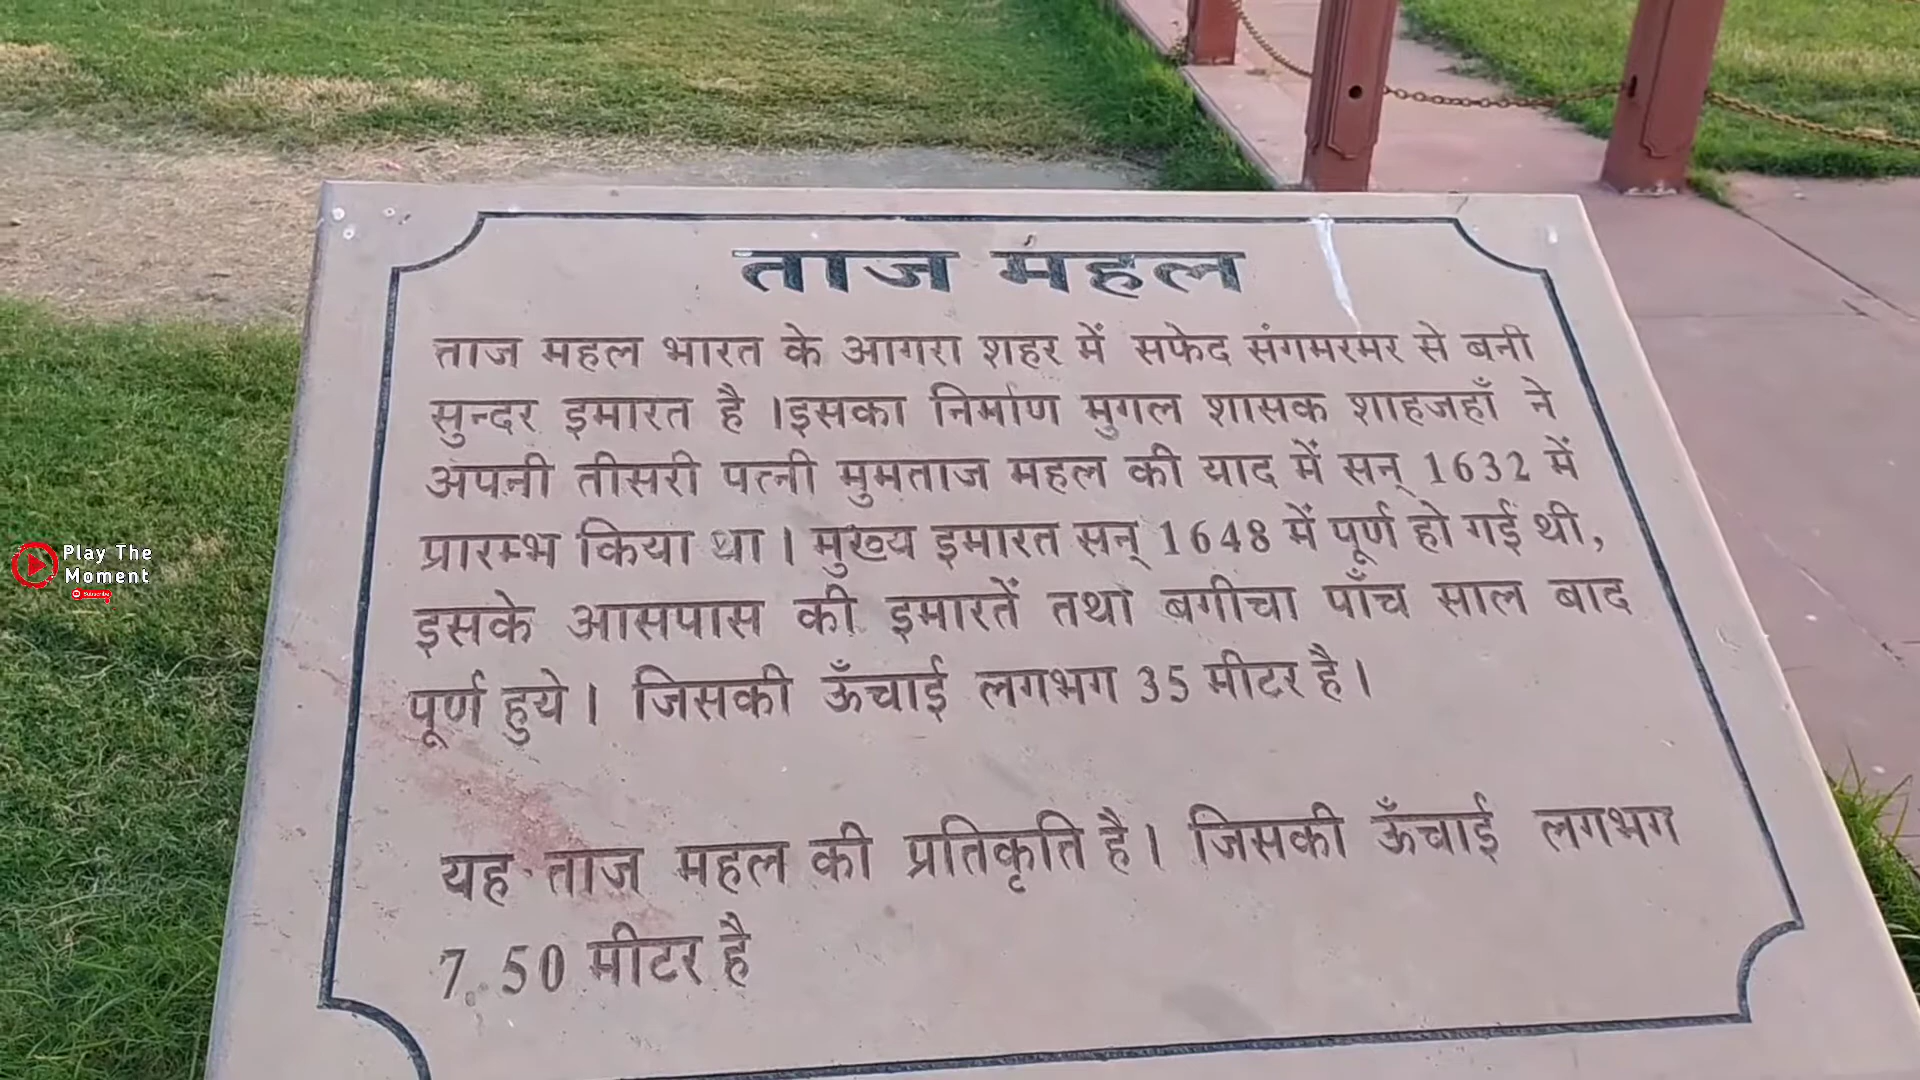 ताज महल
ताज महल भारत के आगरा शहर में सफेद संगमरमर से बनी
सुन्दर इमारत है ।इसका निर्माण मुगल शासक शाहजहाँ ने
अपनी तीसरी पत्नी मुमताज महल की याद में सन् 1632 में
प्रारम्भ किया था । मुख्य इमारत सन् 1648 में पूर्ण हो गई थी,
इसके आसपास की इमारतें तथा बगीचा पाँच साल बाद
पूर्ण हुये । जिसकी ऊँचाई लगभग 35 मीटर है ।
यह ताज महल की प्रतिकृति है । जिसकी ऊँचाई लगभग
7.50 मीटर है
Play The
Moment
Subscribe